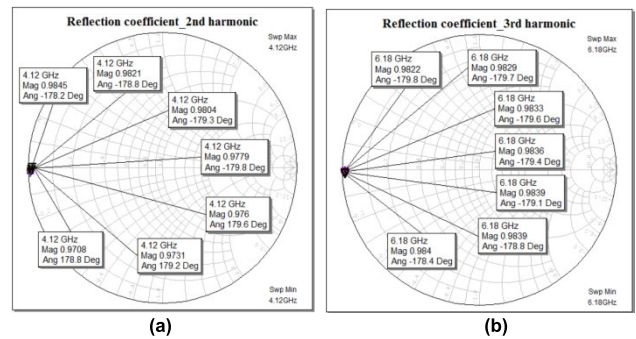 Reflection coefficient_2nd harmonic
Swp Max
4.12GHz
4.12 GHz
Mag 0.9845
Ang -178.2 Deg
4.12 GHz
Mag 0.9821
Ang -178.8 Deg
4.12 GHz
Mag 0.9804
Ang -179.3 Deg
4.12 GHz
Mag 0.9779
Ang -179.8 Deg
4.12 GHz
Mag 0.976
Ang 179.6 Deg
4.12 GHz
Mag 0.9731
Ang 179.2 Deg
4.12 GHz
Mag 0.9708
Ang 178.8 Deg
Swp Min
4.12GHz
(a)
Reflection coefficient_3rd harmonic
Swp Max
6.18GHz
6.18 GHz
Mag 0.9822
Ang -179.8 Deg
6.18 GHz
Mag 0.9829
Ang -179.7 Deg
6.18 GHz
Mag 0.9833
Ang -179.6 Deg
6.18 GHz
Mag 0.9836
Ang -179.4 Deg
6.18 GHz
Mag 0.9839
Ang -179.1 Deg
6.18 GHz
Mag 0.9839
Ang -178.8 Deg
6.18 GHz
Mag 0.984
Ang -178.4 Deg
Swp Min
6.18GHz
(b)